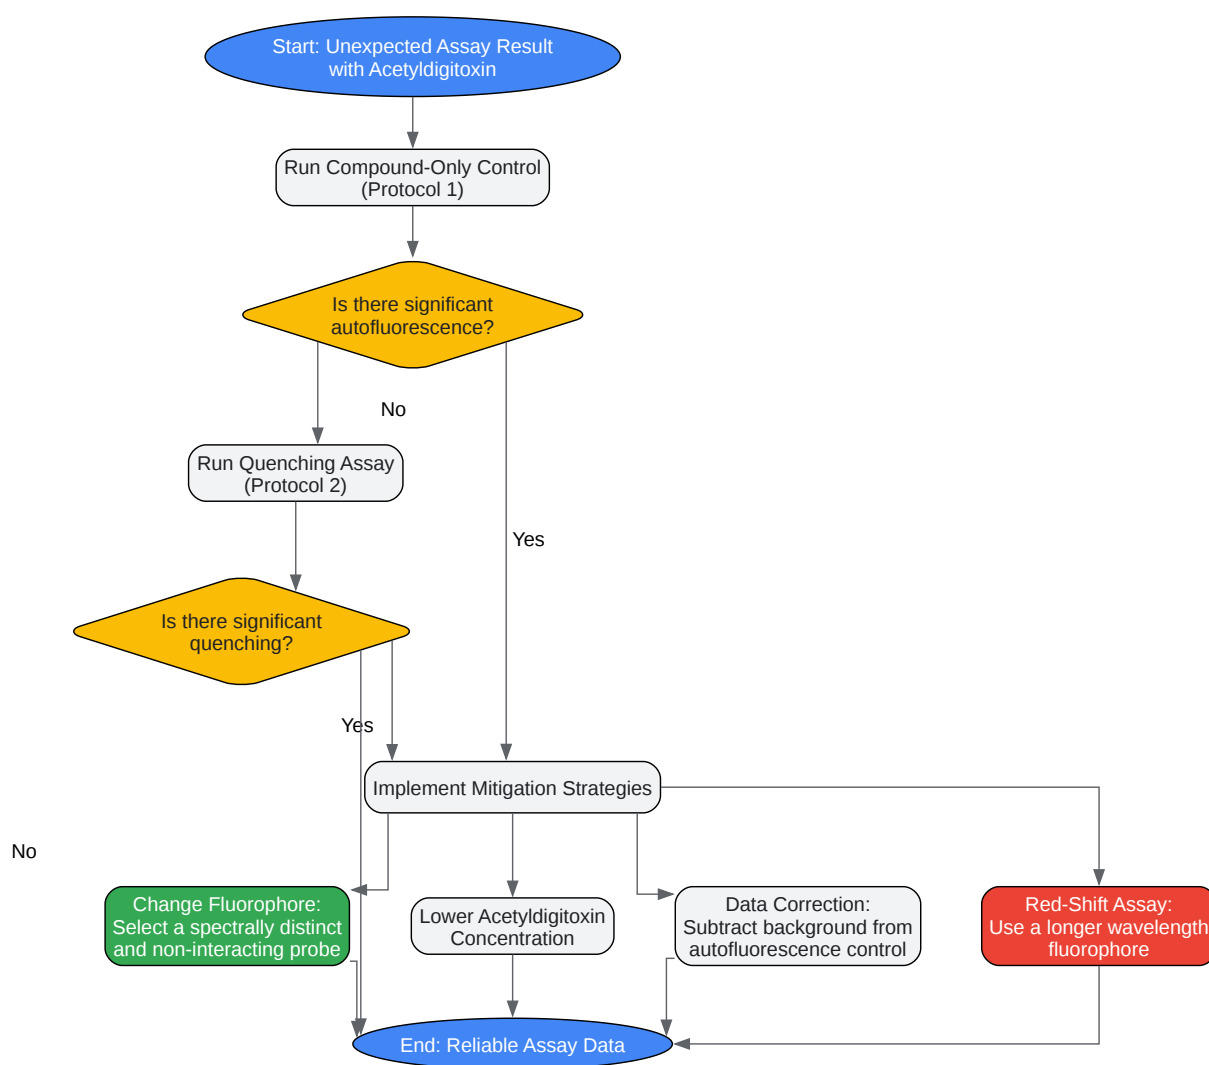 Start: Unexpected Assay Result
with Acetyldigitoxin
Run Compound-Only Control
(Protocol 1)
Is there significant
autofluorescence?
No
Run Quenching Assay
(Protocol 2)
Yes
Is there significant
quenching?
Yes
Implement Mitigation Strategies
No
Change Fluorophore:
Select a spectrally distinct
and non-interacting probe
Lower Acetyldigitoxin
Concentration
Data Correction:
Subtract background from
autofluorescence control
Red-Shift Assay:
Use a longer wavelength
fluorophore
End: Reliable Assay Data